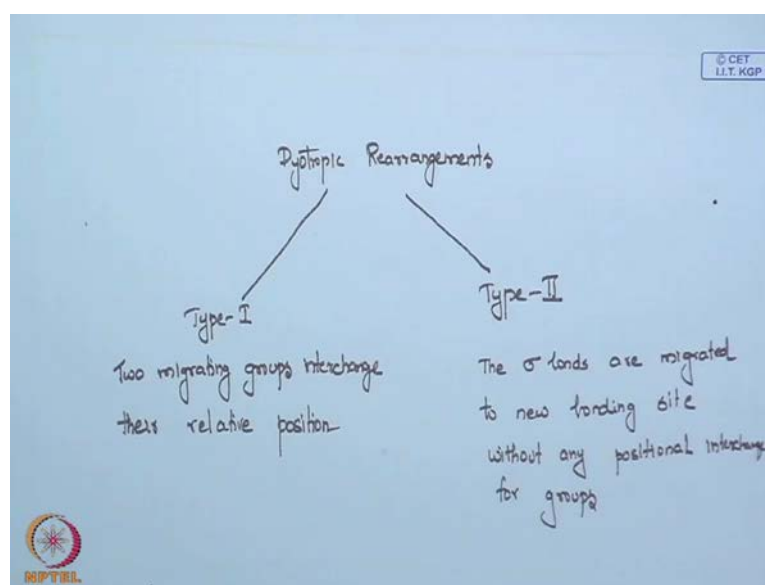 © CET
I.I.T. KGP
Dyotropic Rearrangements
Type-I
Two migrating groups interchange
their relative position
Type-II
The σ bonds are migrated
to new bonding site
without any positional interchange
for groups
NPTEL